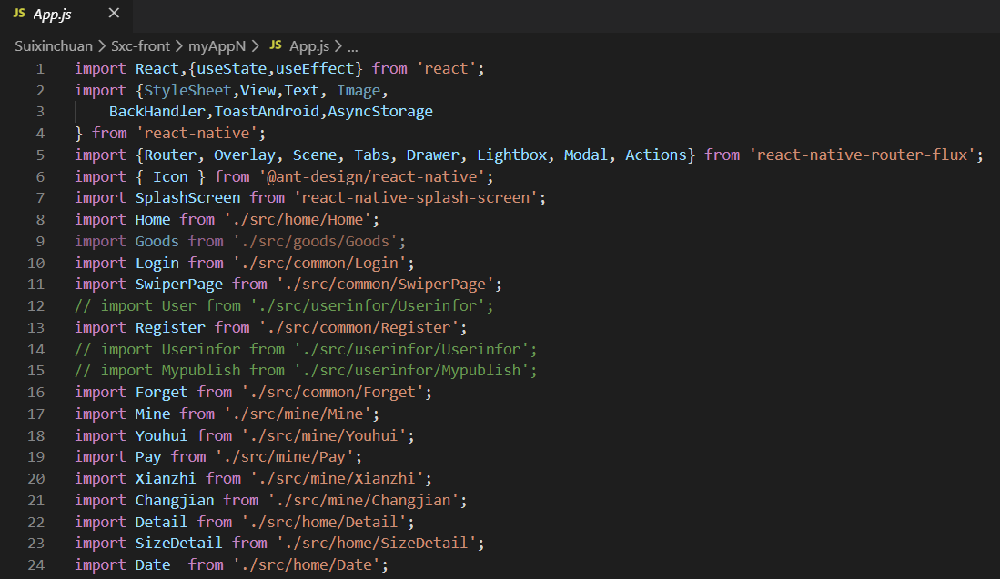 JS App.js ×
Suixinchuan > Sxc-front > myAppN > JS App.js > ...
1 import React,{useState,useEffect} from 'react';
2 import {StyleSheet,View,Text, Image,
3     BackHandler,ToastAndroid,AsyncStorage
4 } from 'react-native';
5 import {Router, Overlay, Scene, Tabs, Drawer, Lightbox, Modal, Actions} from 'react-native-router-flux';
6 import { Icon } from '@ant-design/react-native';
7 import SplashScreen from 'react-native-splash-screen';
8 import Home from './src/home/Home';
9 import Goods from './src/goods/Goods';
10 import Login from './src/common/Login';
11 import SwiperPage from './src/common/SwiperPage';
12 // import User from './src/userinfor/Userinfor';
13 import Register from './src/common/Register';
14 // import Userinfor from './src/userinfor/Userinfor';
15 // import Mypublish from './src/userinfor/Mypublish';
16 import Forget from './src/common/Forget';
17 import Mine from './src/mine/Mine';
18 import Youhui from './src/mine/Youhui';
19 import Pay from './src/mine/Pay';
20 import Xianzhi from './src/mine/Xianzhi';
21 import Changjian from './src/mine/Changjian';
22 import Detail from './src/home/Detail';
23 import SizeDetail from './src/home/SizeDetail';
24 import Date  from './src/home/Date';